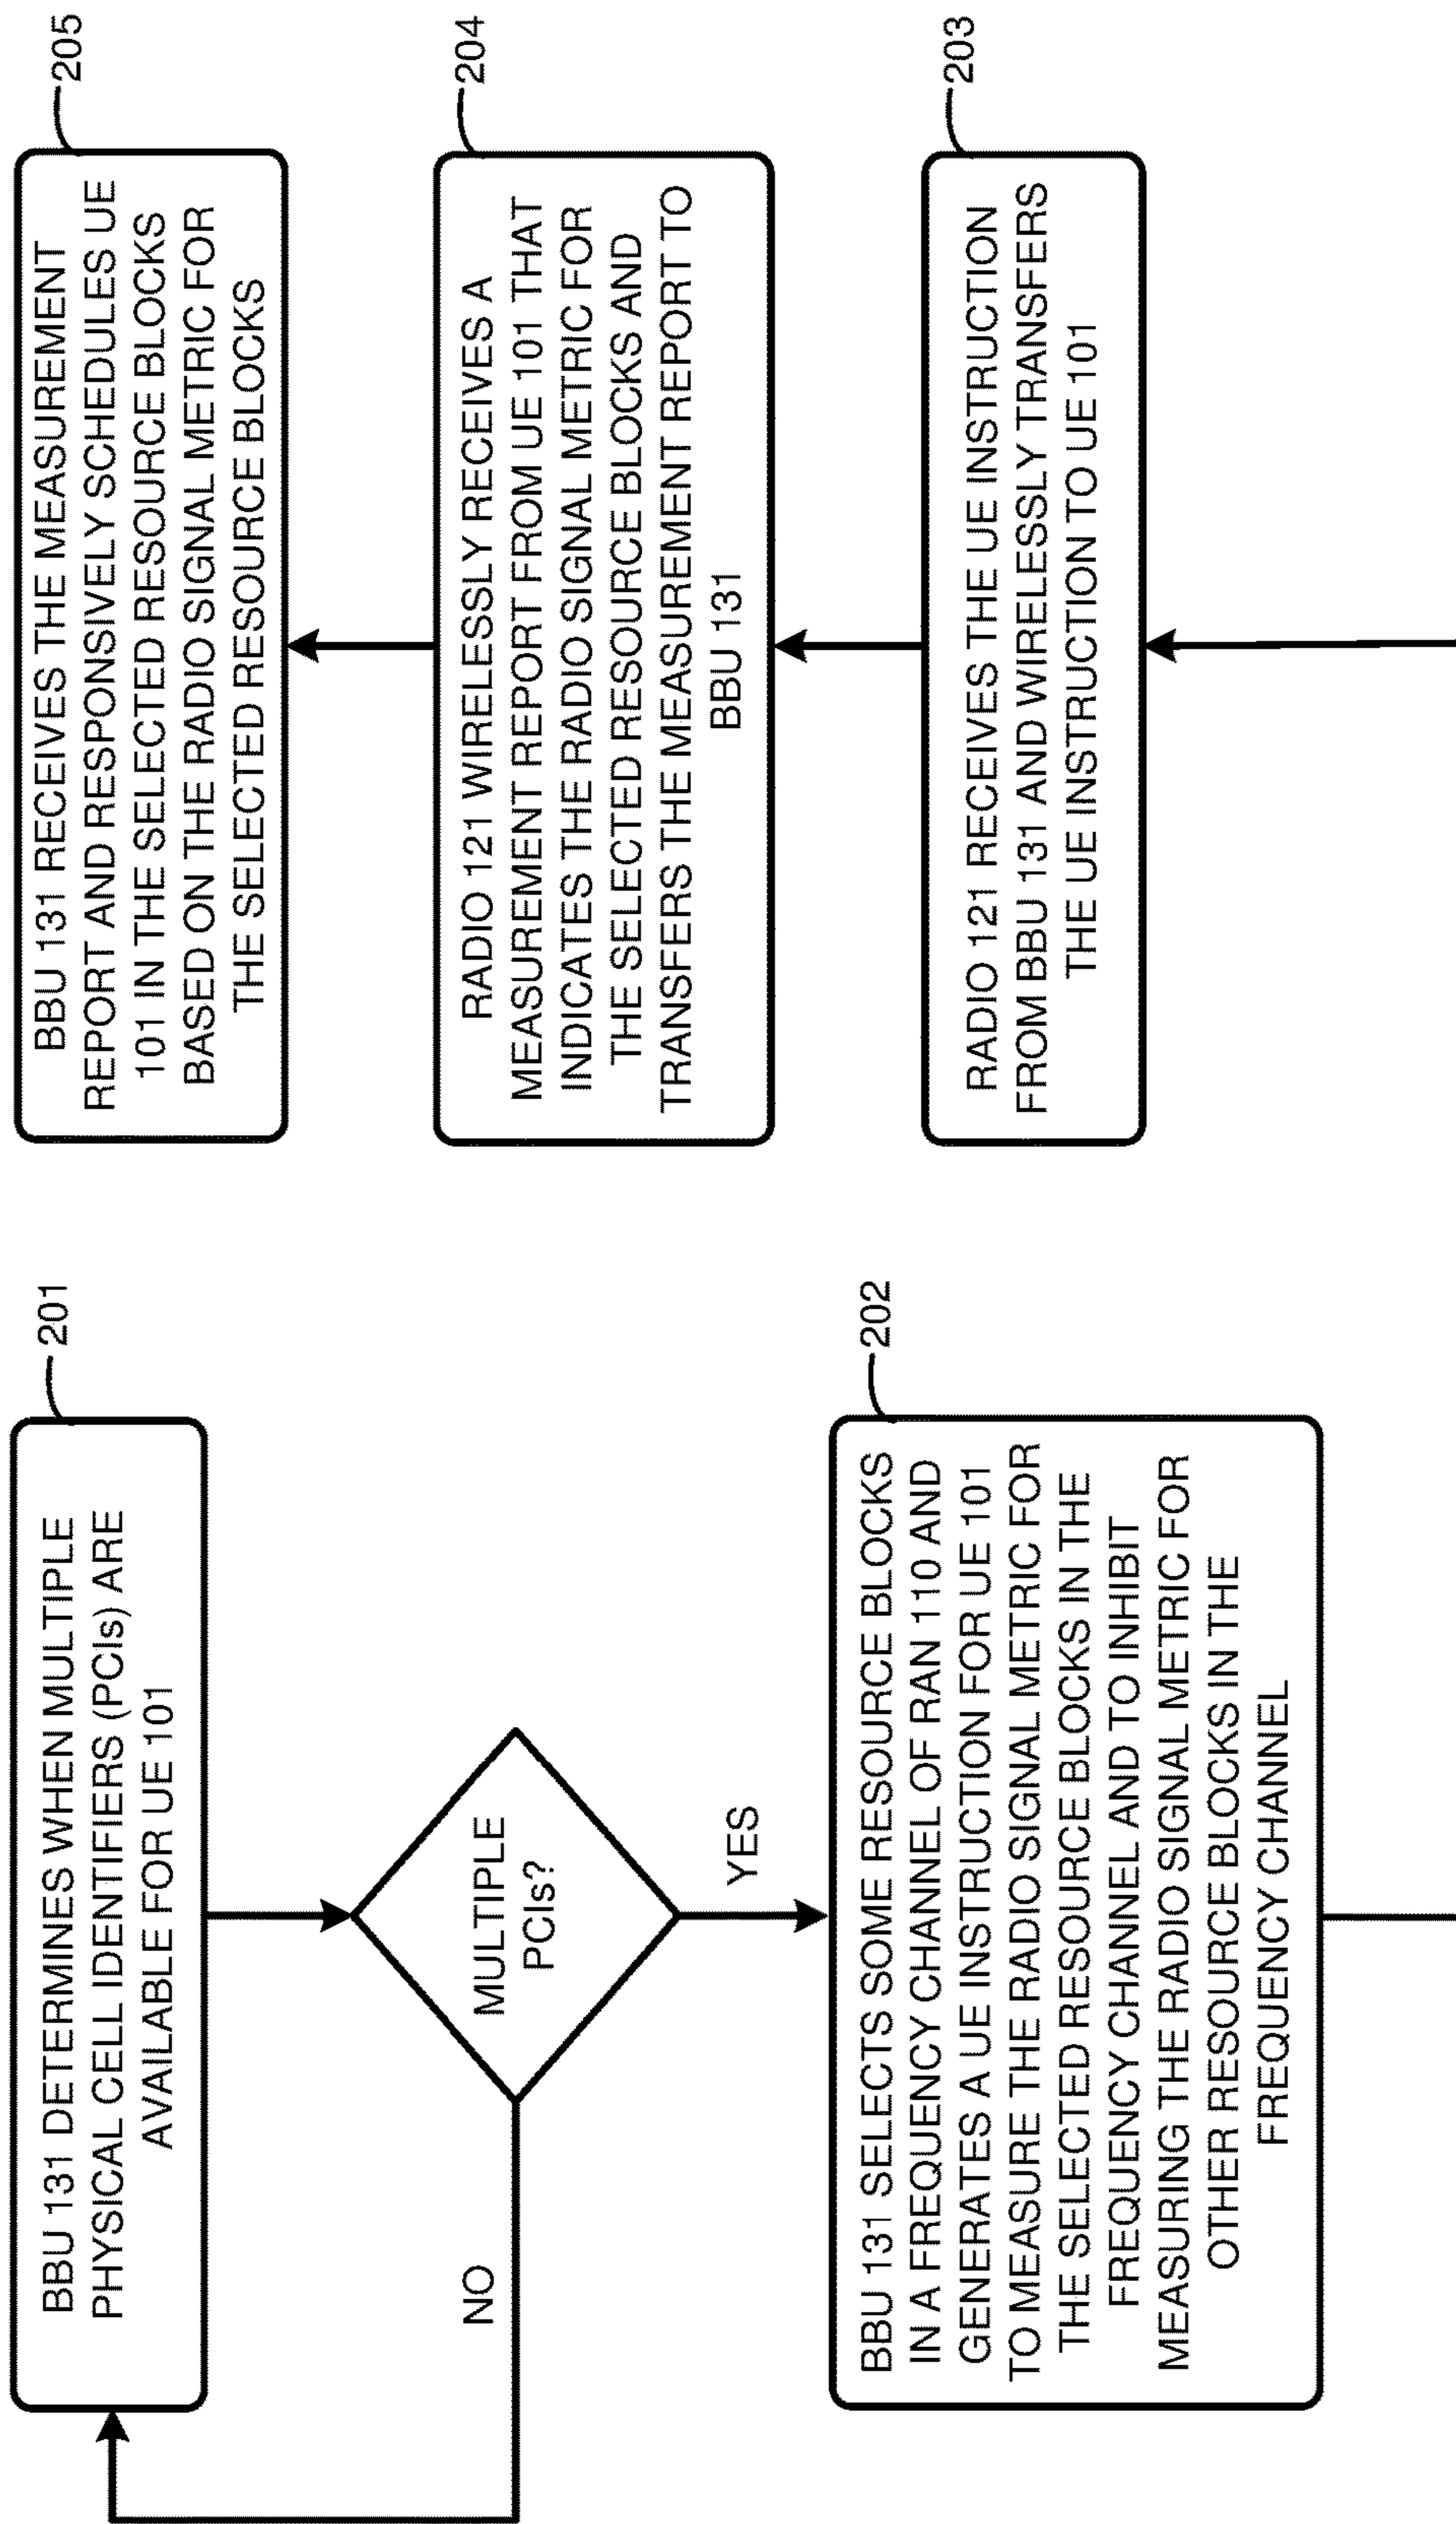 BBU 131 DETERMINES WHEN MULTIPLE
PHYSICAL CELL IDENTIFIERS (PCIs) ARE
AVAILABLE FOR UE 101
201
MULTIPLE
PCIs?
NO
YES
BBU 131 SELECTS SOME RESOURCE BLOCKS
IN A FREQUENCY CHANNEL OF RAN 110 AND
GENERATES A UE INSTRUCTION FOR UE 101
TO MEASURE THE RADIO SIGNAL METRIC FOR
THE SELECTED RESOURCE BLOCKS IN THE
FREQUENCY CHANNEL AND TO INHIBIT
MEASURING THE RADIO SIGNAL METRIC FOR
OTHER RESOURCE BLOCKS IN THE
FREQUENCY CHANNEL
202
RADIO 121 RECEIVES THE UE INSTRUCTION
FROM BBU 131 AND WIRELESSLY TRANSFERS
THE UE INSTRUCTION TO UE 101
203
RADIO 121 WIRELESSLY RECEIVES A
MEASUREMENT REPORT FROM UE 101 THAT
INDICATES THE RADIO SIGNAL METRIC FOR
THE SELECTED RESOURCE BLOCKS AND
TRANSFERS THE MEASUREMENT REPORT TO
BBU 131
204
BBU 131 RECEIVES THE MEASUREMENT
REPORT AND RESPONSIVELY SCHEDULES UE
101 IN THE SELECTED RESOURCE BLOCKS
BASED ON THE RADIO SIGNAL METRIC FOR
THE SELECTED RESOURCE BLOCKS
205